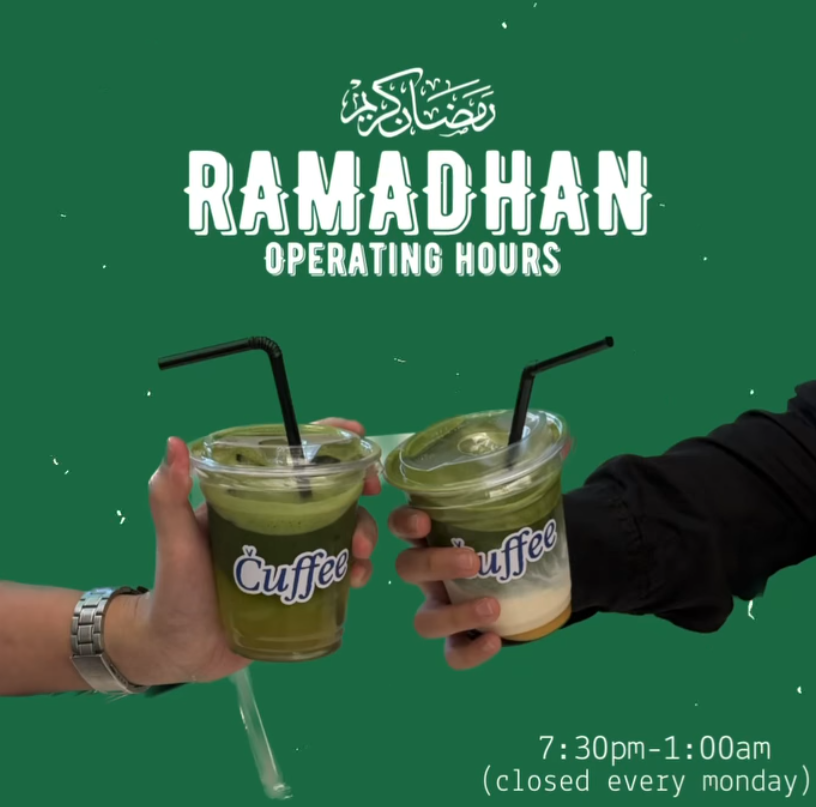 رمضان كريم
RAMADHAN
OPERATING HOURS
Čuffee
Čuffee
7:30pm-1:00am
(closed every monday)